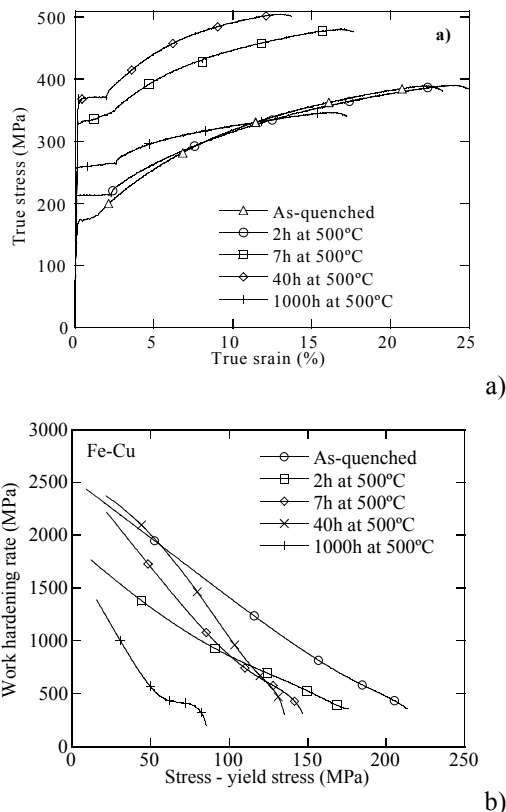 500
400
300
200
300
0
True stress (MPa)
a)
As-quenched
2h at 500ºC
7h at 500ºC
40h at 500ºC
1000h at 500ºC
0 5 10 15 20 25
True srain (%)
a)
3000
2500
2000
1500
1000
500
0
Work hardening rate (MPa)
Fe-Cu
As-quenched
2h at 500ºC
7h at 500ºC
40h at 500ºC
1000h at 500ºC
0 50 100 150 200 250
Stress - yield stress (MPa)
b)